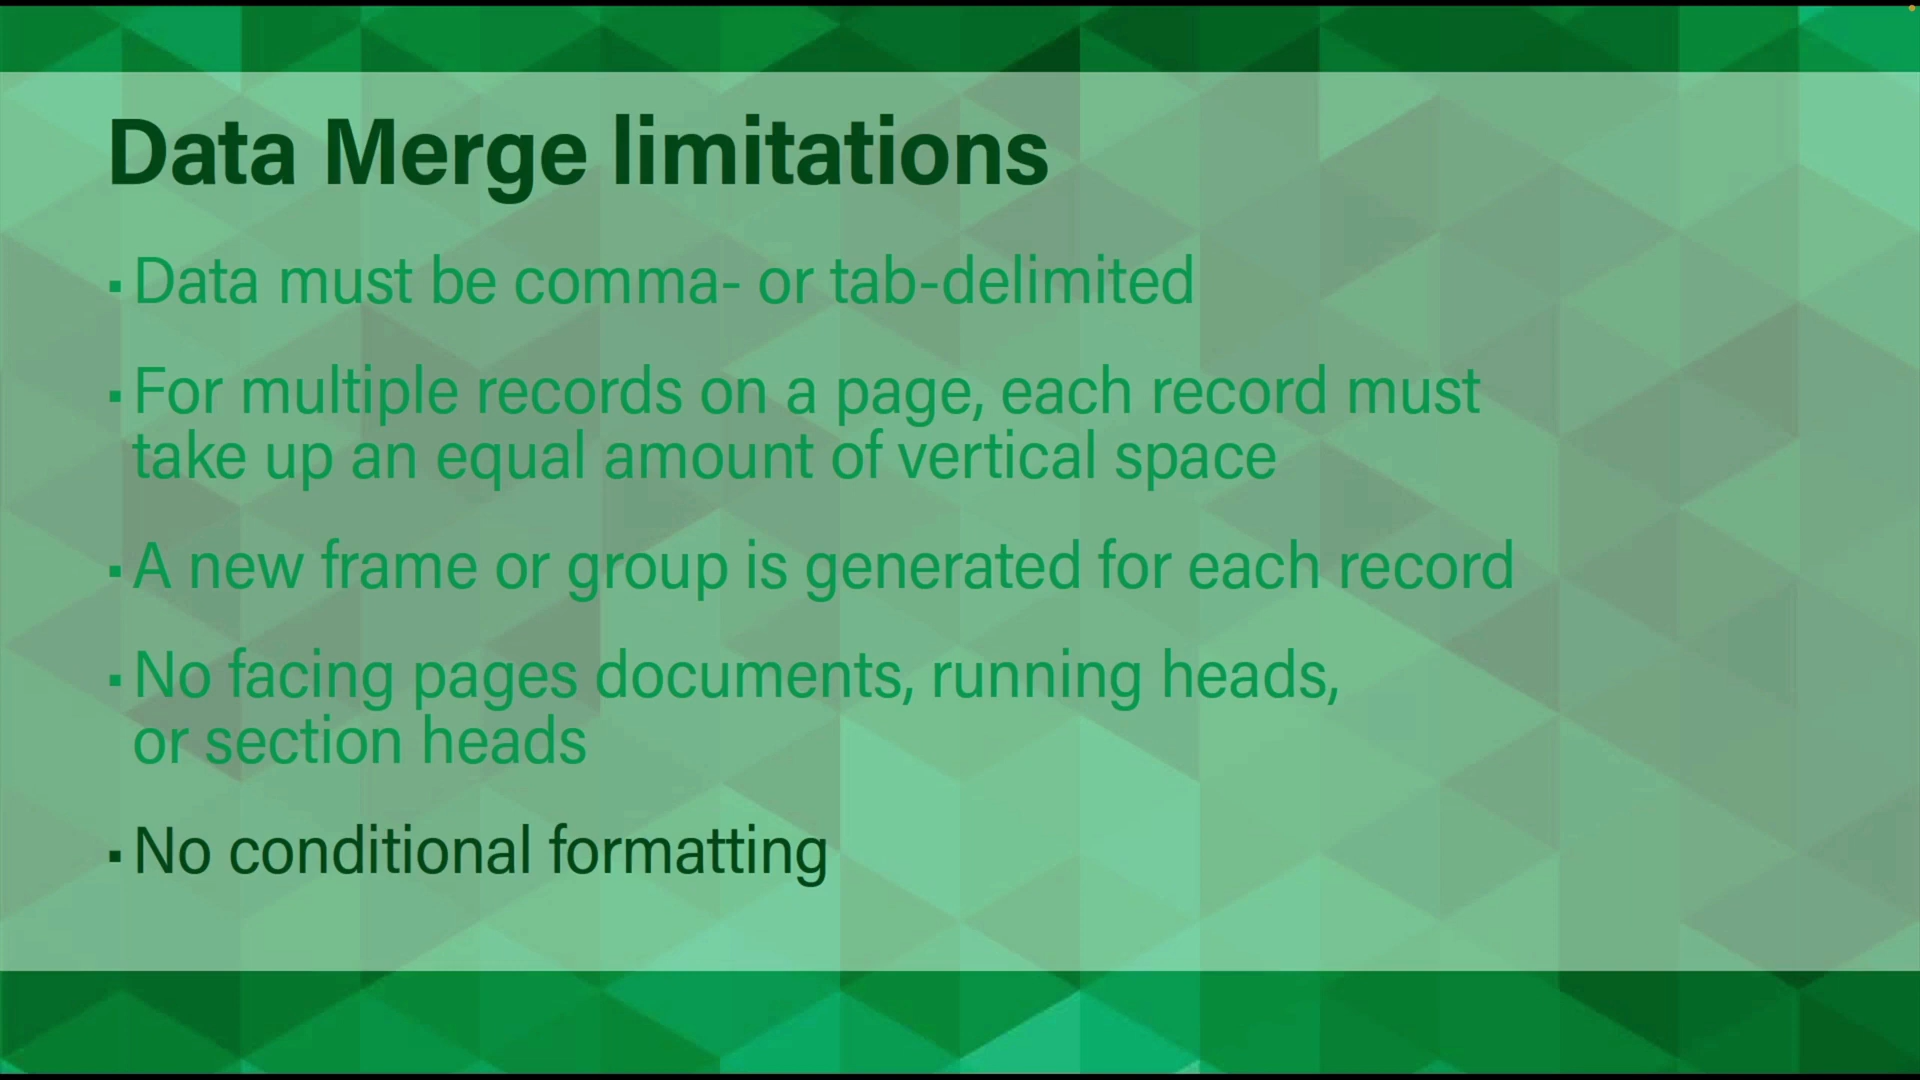 Data Merge limitations
▪ Data must be comma- or tab-delimited
▪ For multiple records on a page, each record must
take up an equal amount of vertical space
▪ A new frame or group is generated for each record
▪ No facing pages documents, running heads,
or section heads
▪ No conditional formatting